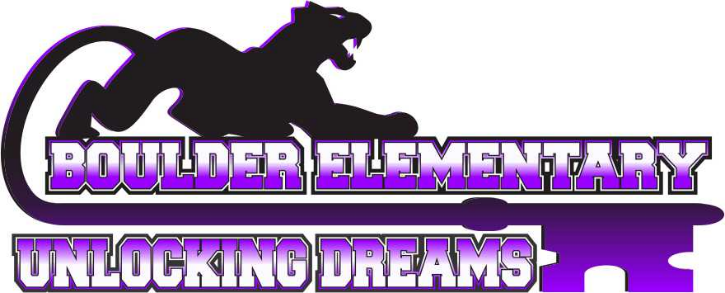 BOULDER ELEMENTARY
UNLOCKING DREAMS